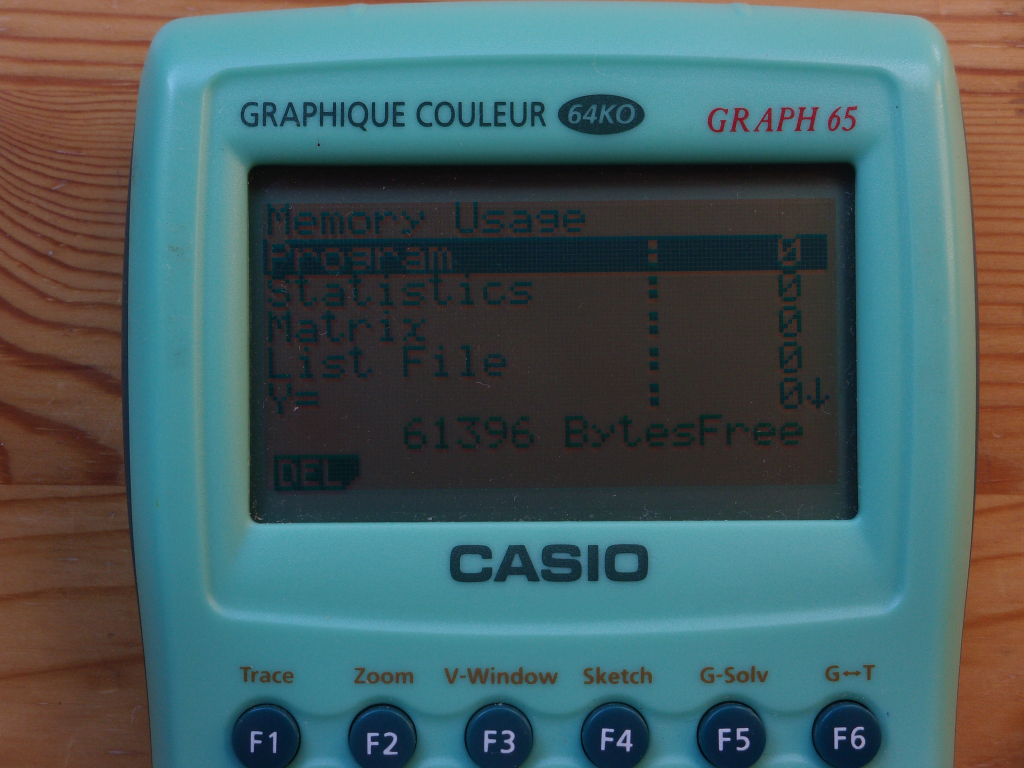 GRAPHIQUE COULEUR 64KO GRAPH 65
Memory Usage
Program : 0
Statistics : 0
Matrix : 0
List File : 0
Y= : 0↓
61396 BytesFree
DEL
CASIO
Trace Zoom V-Window Sketch G-Solv G↔T
F1 F2 F3 F4 F5 F6